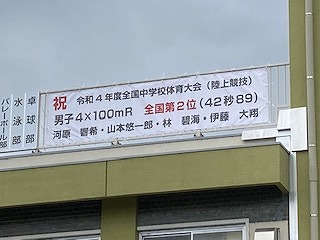 祝
令和4年度全国中学校体育大会（陸上競技）
男子4×100mR 全国第2位（42秒89）
河原 響希・山本悠一郎・林 碧海・伊藤 大翔
卓球部
水泳部
バレーボール部